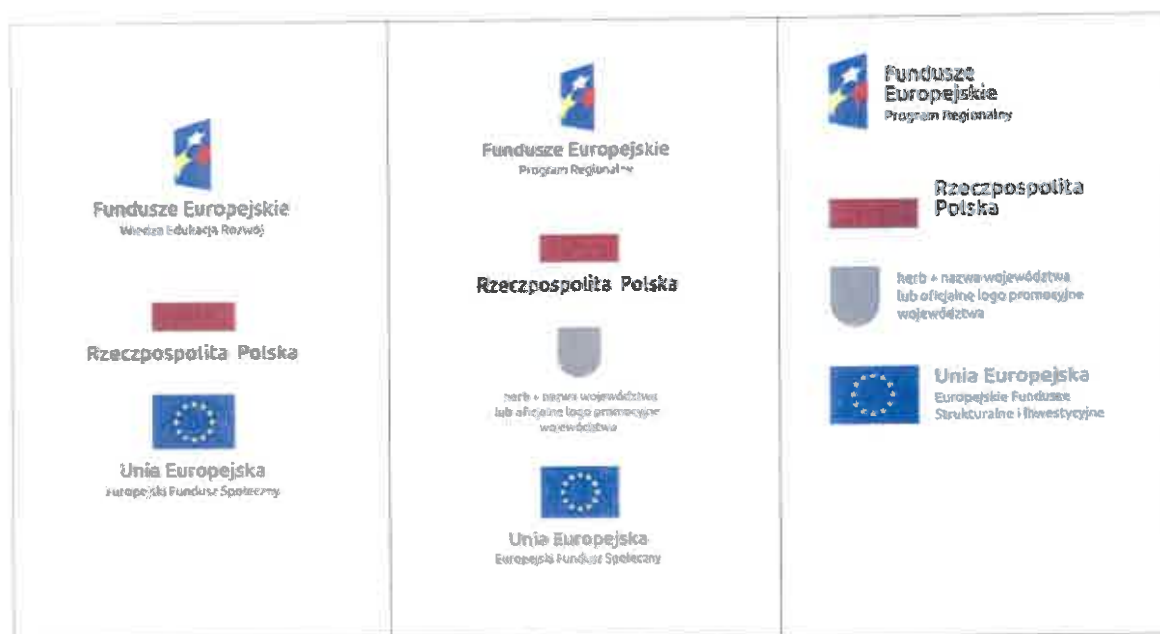 Fundusze Europejskie
Wiedza Edukacja Rozwój
Rzeczpospolita Polska
Unia Europejska
Europejski Fundusz Społeczny
Fundusze Europejskie
Program Regionalny
Rzeczpospolita Polska
herb + nazwa województwa
lub oficjalne logo promocyjne
województwa
Unia Europejska
Europejski Fundusz Społeczny
Fundusze
Europejskie
Program Regionalny
Rzeczpospolita
Polska
herb + nazwa województwa
lub oficjalne logo promocyjne
województwa
Unia Europejska
Europejskie Fundusze
Strukturalne i Inwestycyjne